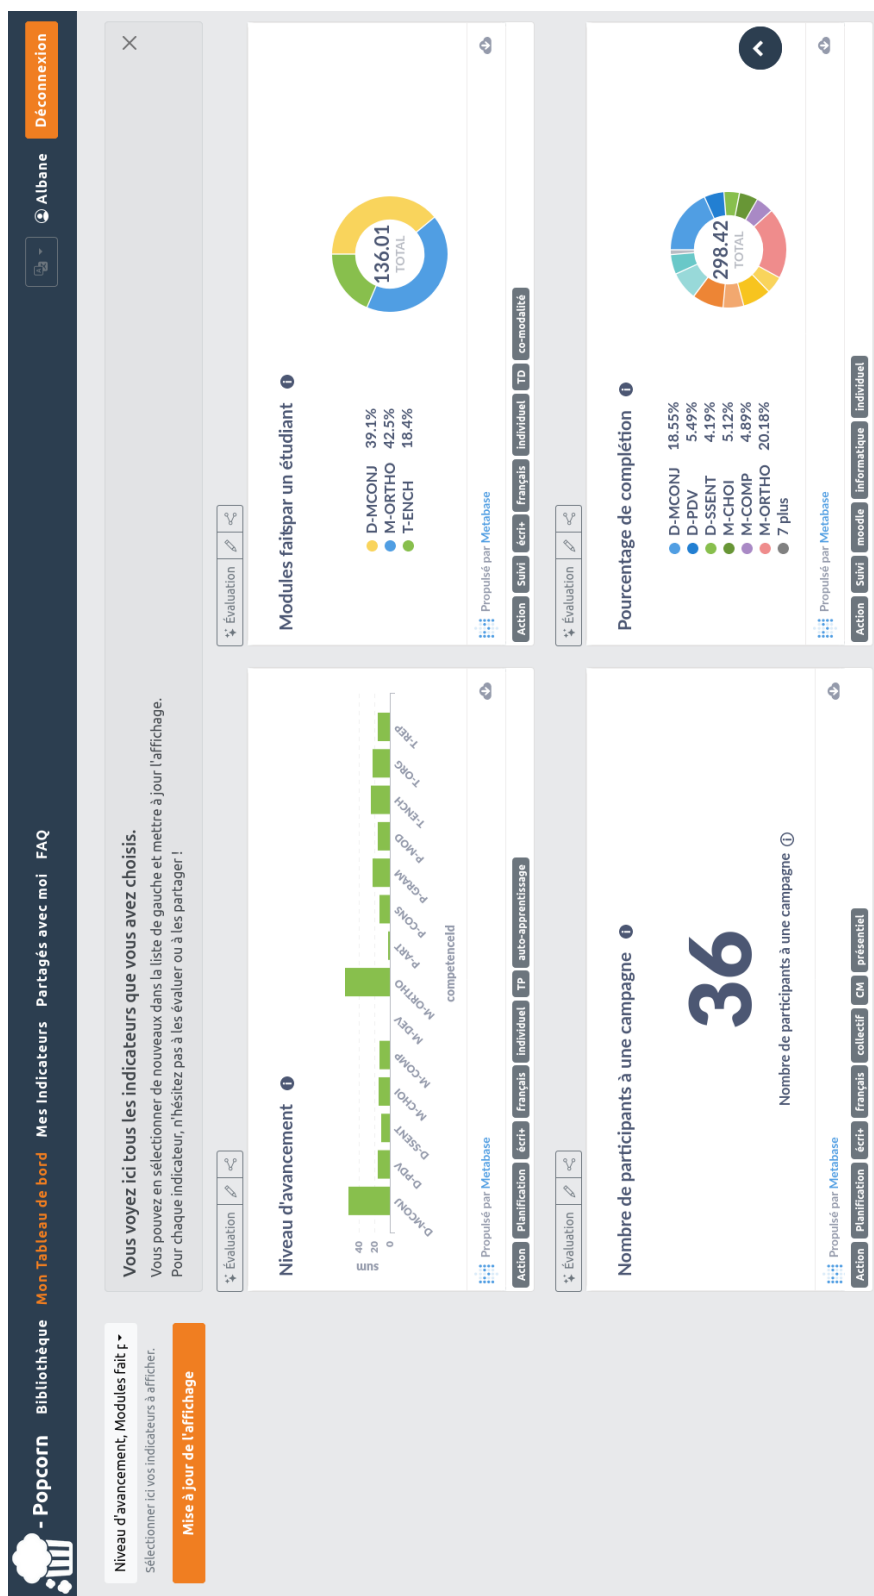 - Popcorn
Bibliothèque
Mon Tableau de bord
Mes Indicateurs
Partagés avec moi
FAQ
Albane
Déconnexion
Niveau d'avancement, Modules fait p
Sélectionner ici vos indicateurs à afficher.
Mise à jour de l'affichage
Vous voyez ici tous les indicateurs que vous avez choisis.
Vous pouvez en sélectionner de nouveaux dans la liste de gauche et mettre à jour l'affichage.
Pour chaque indicateur, n'hésitez pas à les évaluer ou à les partager !
Évaluation
Niveau d'avancement
sum
40
20
0
D-MCONJ
D-PDV
D-SSENT
M-CHOI
M-COMP
M-DEV
M-ORTHO
P-ART
P-CONS
P-GRAM
P-MOD
T-ENCH
T-ORG
T-REP
competenceId
Propulsé par Metabase
Action Planification écri+ français individuel TP auto-apprentissage
Évaluation
Modules faitspar un étudiant
D-MCONJ 39.1%
M-ORTHO 42.5%
T-ENCH 18.4%
136.01
TOTAL
Propulsé par Metabase
Action Suivi écri+ français individuel TD co-modalité
Évaluation
Nombre de participants à une campagne
36
Nombre de participants à une campagne
Propulsé par Metabase
Action Planification écri+ français collectif CM présentiel
Évaluation
Pourcentage de complétion
D-MCONJ 18.55%
D-PDV 5.49%
D-SSENT 4.19%
M-CHOI 5.12%
M-COMP 4.89%
M-ORTHO 20.18%
7 plus
298.42
TOTAL
Propulsé par Metabase
Action Suivi moodle informatique individuel